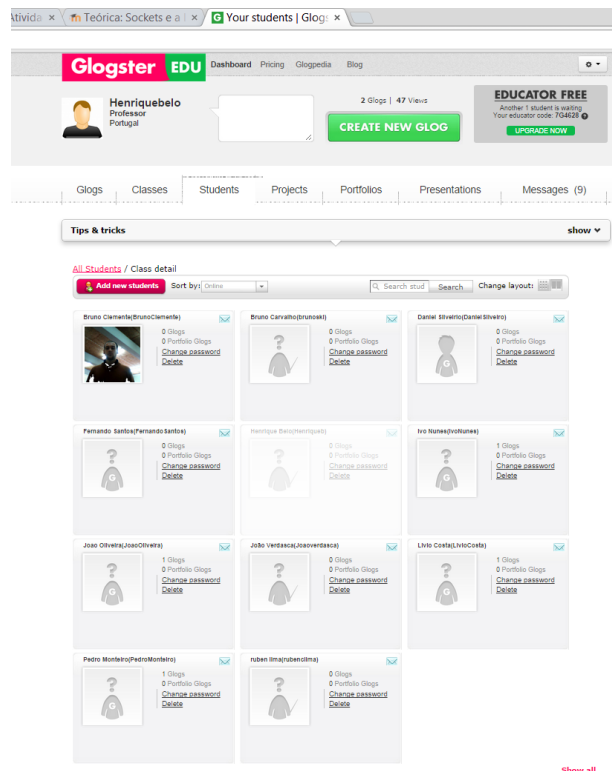 Ativida × Teórica: Sockets e a × Your students | Glogs ×
Glogster EDU Dashboard Pricing Glogpedia Blog
Henriquebelo
Professor
Portugal
2 Glogs | 47 Views
CREATE NEW GLOG
EDUCATOR FREE
Another 1 student is waiting
Your educator code: 7G4628
UPGRADE NOW
Glogs Classes Students Projects Portfolios Presentations Messages (9)
Tips & tricks show
All Students / Class detail
Add new students Sort by: Online Search stud Search Change layout:
Bruno Clemente(BrunoClemente)
0 Glogs
0 Portfolio Glogs
Change password
Delete
Bruno Carvalho(brunoskl)
0 Glogs
0 Portfolio Glogs
Change password
Delete
Daniel Silveirio(DanielSilveiro)
0 Glogs
0 Portfolio Glogs
Change password
Delete
Fernando Santos(FernandoSantos)
0 Glogs
0 Portfolio Glogs
Change password
Delete
Henrique Belo(Henriqueb)
0 Glogs
0 Portfolio Glogs
Change password
Delete
Ivo Nunes(IvoNunes)
1 Glogs
0 Portfolio Glogs
Change password
Delete
Joao Oliveira(JoaoOliveira)
1 Glogs
0 Portfolio Glogs
Change password
Delete
João Verdasca(Joaoverdasca)
0 Glogs
0 Portfolio Glogs
Change password
Delete
Livio Costa(LivioCosta)
1 Glogs
0 Portfolio Glogs
Change password
Delete
Pedro Monteiro(PedroMonteiro)
1 Glogs
0 Portfolio Glogs
Change password
Delete
ruben lima(rubenclima)
0 Glogs
0 Portfolio Glogs
Change password
Delete
Show all